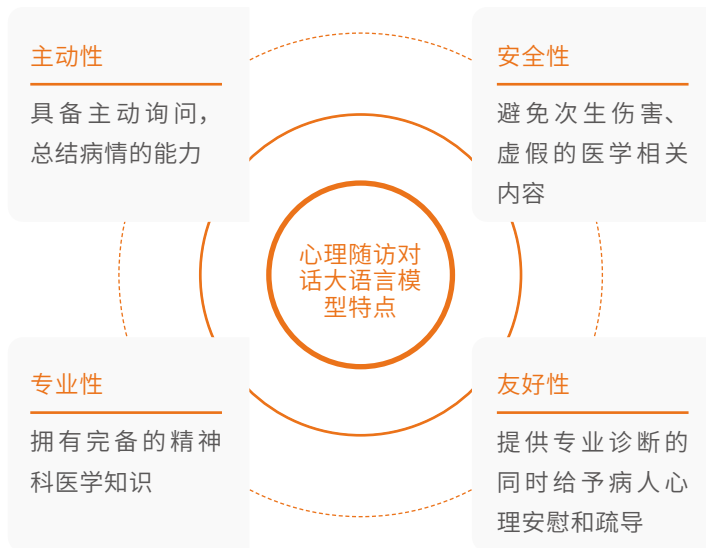 主动性
具备主动询问，
总结病情的能力
安全性
避免次生伤害、
虚假的医学相关
内容
心理随访对
话大语言模
型特点
专业性
拥有完备的精神
科医学知识
友好性
提供专业诊断的
同时给予病人心
理安慰和疏导